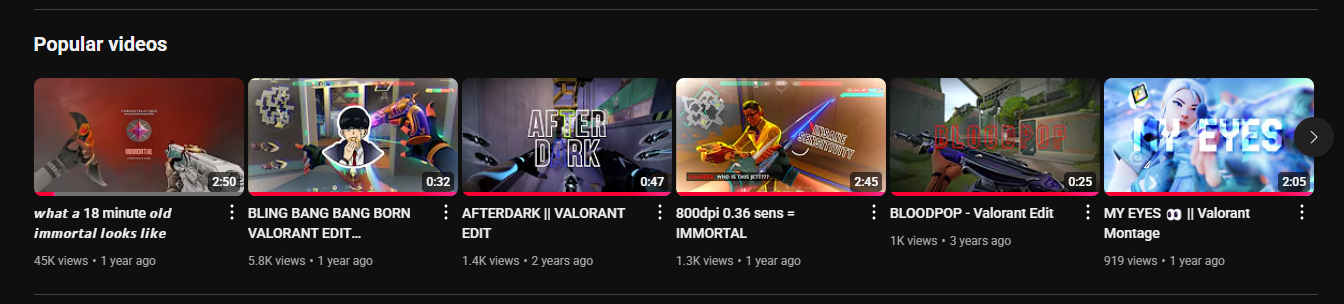 Popular videos
CONGRATULATIONS
IMMORTAL
2:50
0:32
AFTER
DARK
0:47
INSANE
SENSITIVITY
WHO IS THIS JET?????
2:45
BLOODPOP
0:25
MY EYES
2:05
what a 18 minute old
immortal looks like
45K views • 1 year ago
BLING BANG BANG BORN
VALORANT EDIT...
5.8K views • 1 year ago
AFTERDARK || VALORANT
EDIT
1.4K views • 2 years ago
800dpi 0.36 sens =
IMMORTAL
1.3K views • 1 year ago
BLOODPOP - Valorant Edit
1K views • 3 years ago
MY EYES 👀 || Valorant
Montage
919 views • 1 year ago